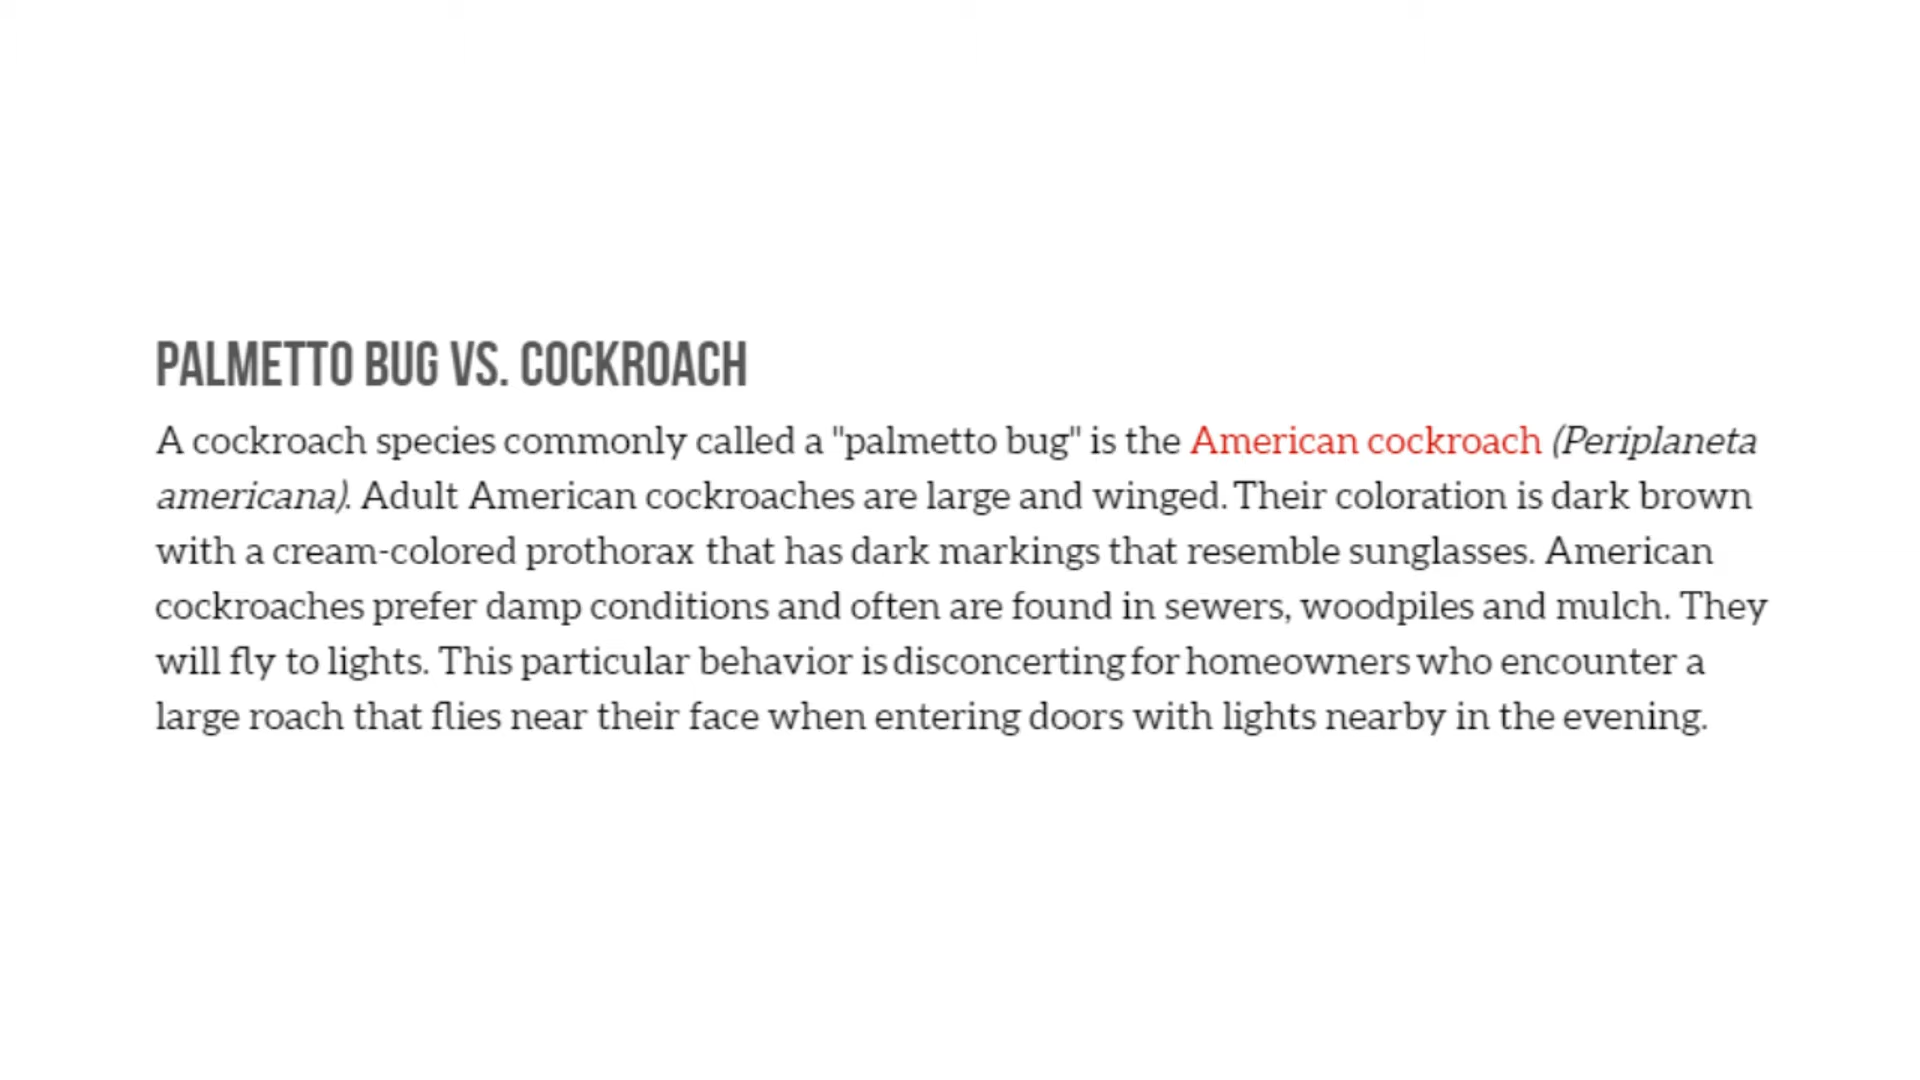 PALMETTO BUG VS. COCKROACH
A cockroach species commonly called a "palmetto bug" is the American cockroach (Periplaneta
americana). Adult American cockroaches are large and winged. Their coloration is dark brown
with a cream-colored prothorax that has dark markings that resemble sunglasses. American
cockroaches prefer damp conditions and often are found in sewers, woodpiles and mulch. They
will fly to lights. This particular behavior is disconcerting for homeowners who encounter a
large roach that flies near their face when entering doors with lights nearby in the evening.